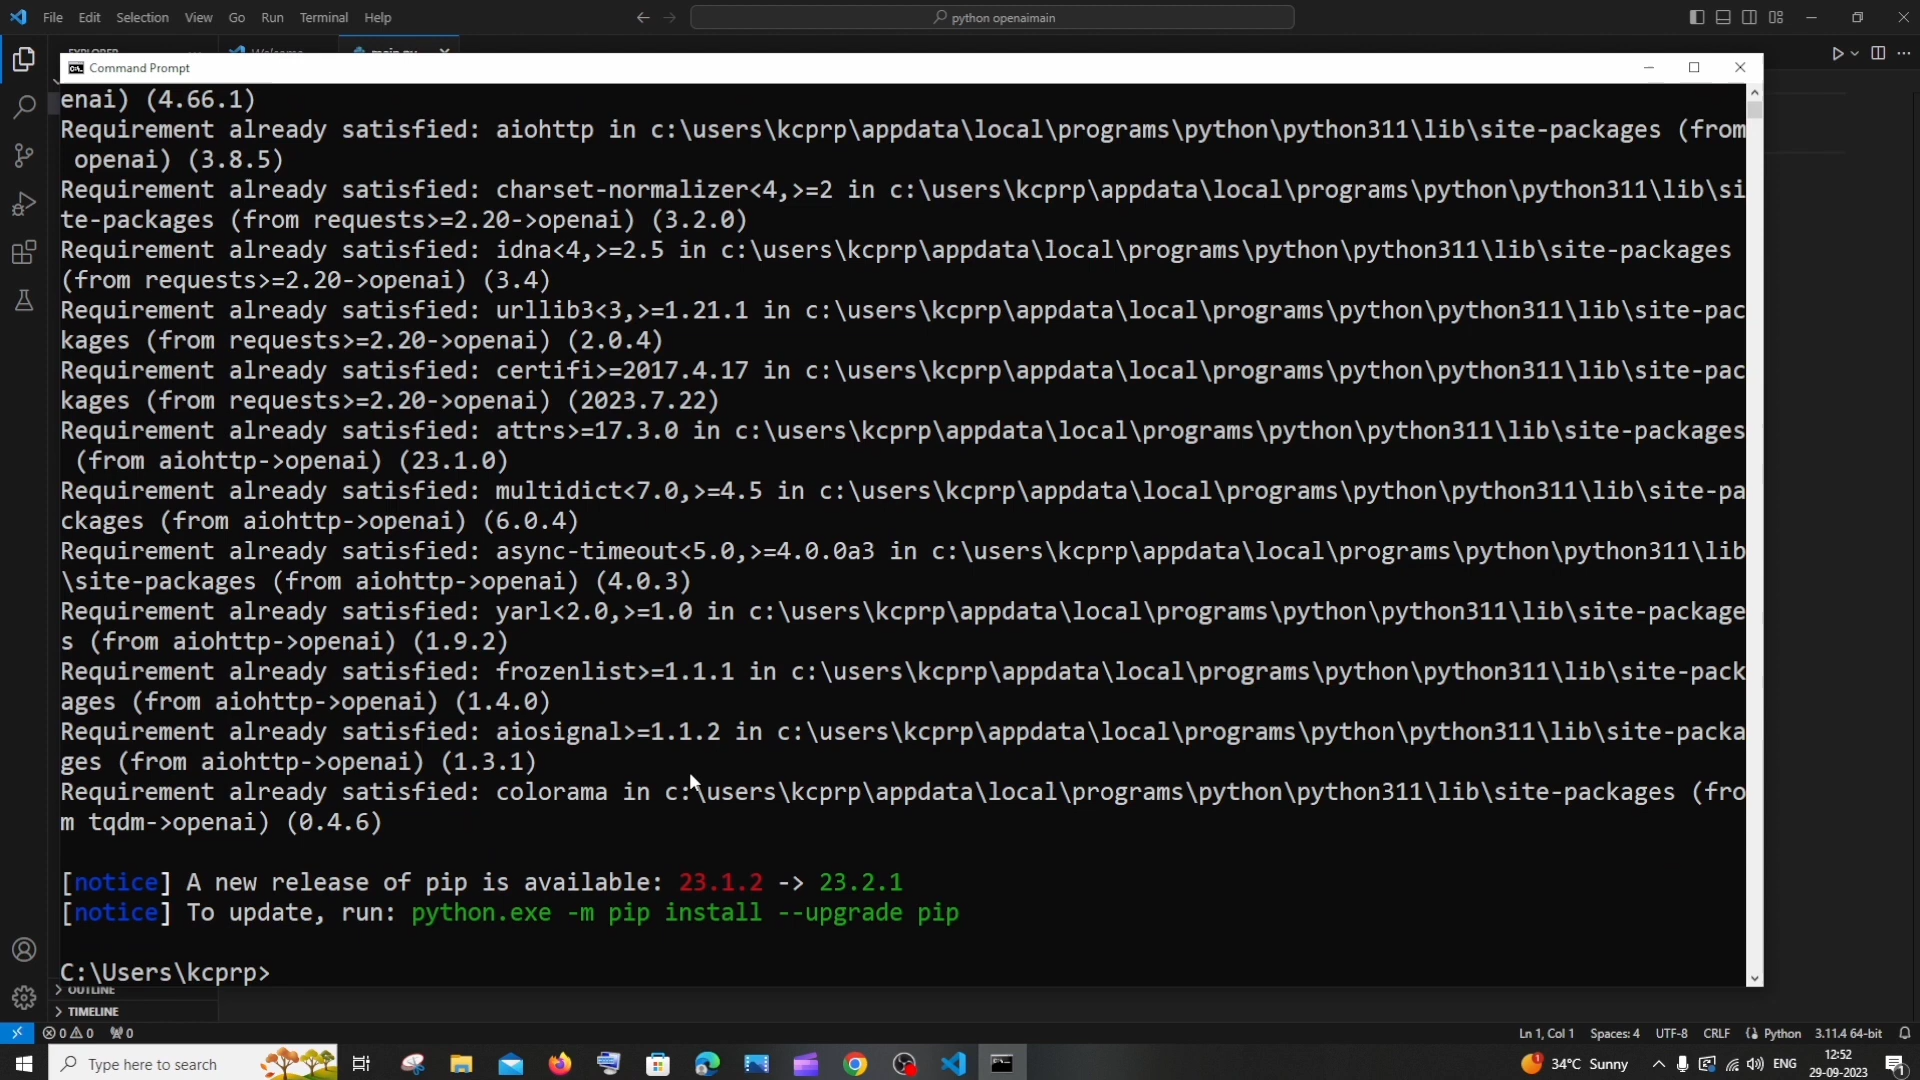 File Edit Selection View Go Run Terminal Help
python openaimain
Command Prompt
enai) (4.66.1)
Requirement already satisfied: aiohttp in c:\users\kcprp\appdata\local\programs\python\python311\lib\site-packages (from
 openai) (3.8.5)
Requirement already satisfied: charset-normalizer<4,>=2 in c:\users\kcprp\appdata\local\programs\python\python311\lib\si
te-packages (from requests>=2.20->openai) (3.2.0)
Requirement already satisfied: idna<4,>=2.5 in c:\users\kcprp\appdata\local\programs\python\python311\lib\site-packages
(from requests>=2.20->openai) (3.4)
Requirement already satisfied: urllib3<3,>=1.21.1 in c:\users\kcprp\appdata\local\programs\python\python311\lib\site-pac
kages (from requests>=2.20->openai) (2.0.4)
Requirement already satisfied: certifi>=2017.4.17 in c:\users\kcprp\appdata\local\programs\python\python311\lib\site-pac
kages (from requests>=2.20->openai) (2023.7.22)
Requirement already satisfied: attrs>=17.3.0 in c:\users\kcprp\appdata\local\programs\python\python311\lib\site-packages
 (from aiohttp->openai) (23.1.0)
Requirement already satisfied: multidict<7.0,>=4.5 in c:\users\kcprp\appdata\local\programs\python\python311\lib\site-pa
ckages (from aiohttp->openai) (6.0.4)
Requirement already satisfied: async-timeout<5.0,>=4.0.0a3 in c:\users\kcprp\appdata\local\programs\python\python311\lib
\site-packages (from aiohttp->openai) (4.0.3)
Requirement already satisfied: yarl<2.0,>=1.0 in c:\users\kcprp\appdata\local\programs\python\python311\lib\site-package
s (from aiohttp->openai) (1.9.2)
Requirement already satisfied: frozenlist>=1.1.1 in c:\users\kcprp\appdata\local\programs\python\python311\lib\site-pack
ages (from aiohttp->openai) (1.4.0)
Requirement already satisfied: aiosignal>=1.1.2 in c:\users\kcprp\appdata\local\programs\python\python311\lib\site-packa
ges (from aiohttp->openai) (1.3.1)
Requirement already satisfied: colorama in c:\users\kcprp\appdata\local\programs\python\python311\lib\site-packages (fro
m tqdm->openai) (0.4.6)
[notice] A new release of pip is available: 23.1.2 -> 23.2.1
[notice] To update, run: python.exe -m pip install --upgrade pip
C:\Users\kcprp>
OUTLINE
TIMELINE
0 0 0 Ln 1, Col 1 Spaces: 4 UTF-8 CRLF Python 3.11.4 64-bit
Type here to search 34°C Sunny ENG 12:52
29-09-2023